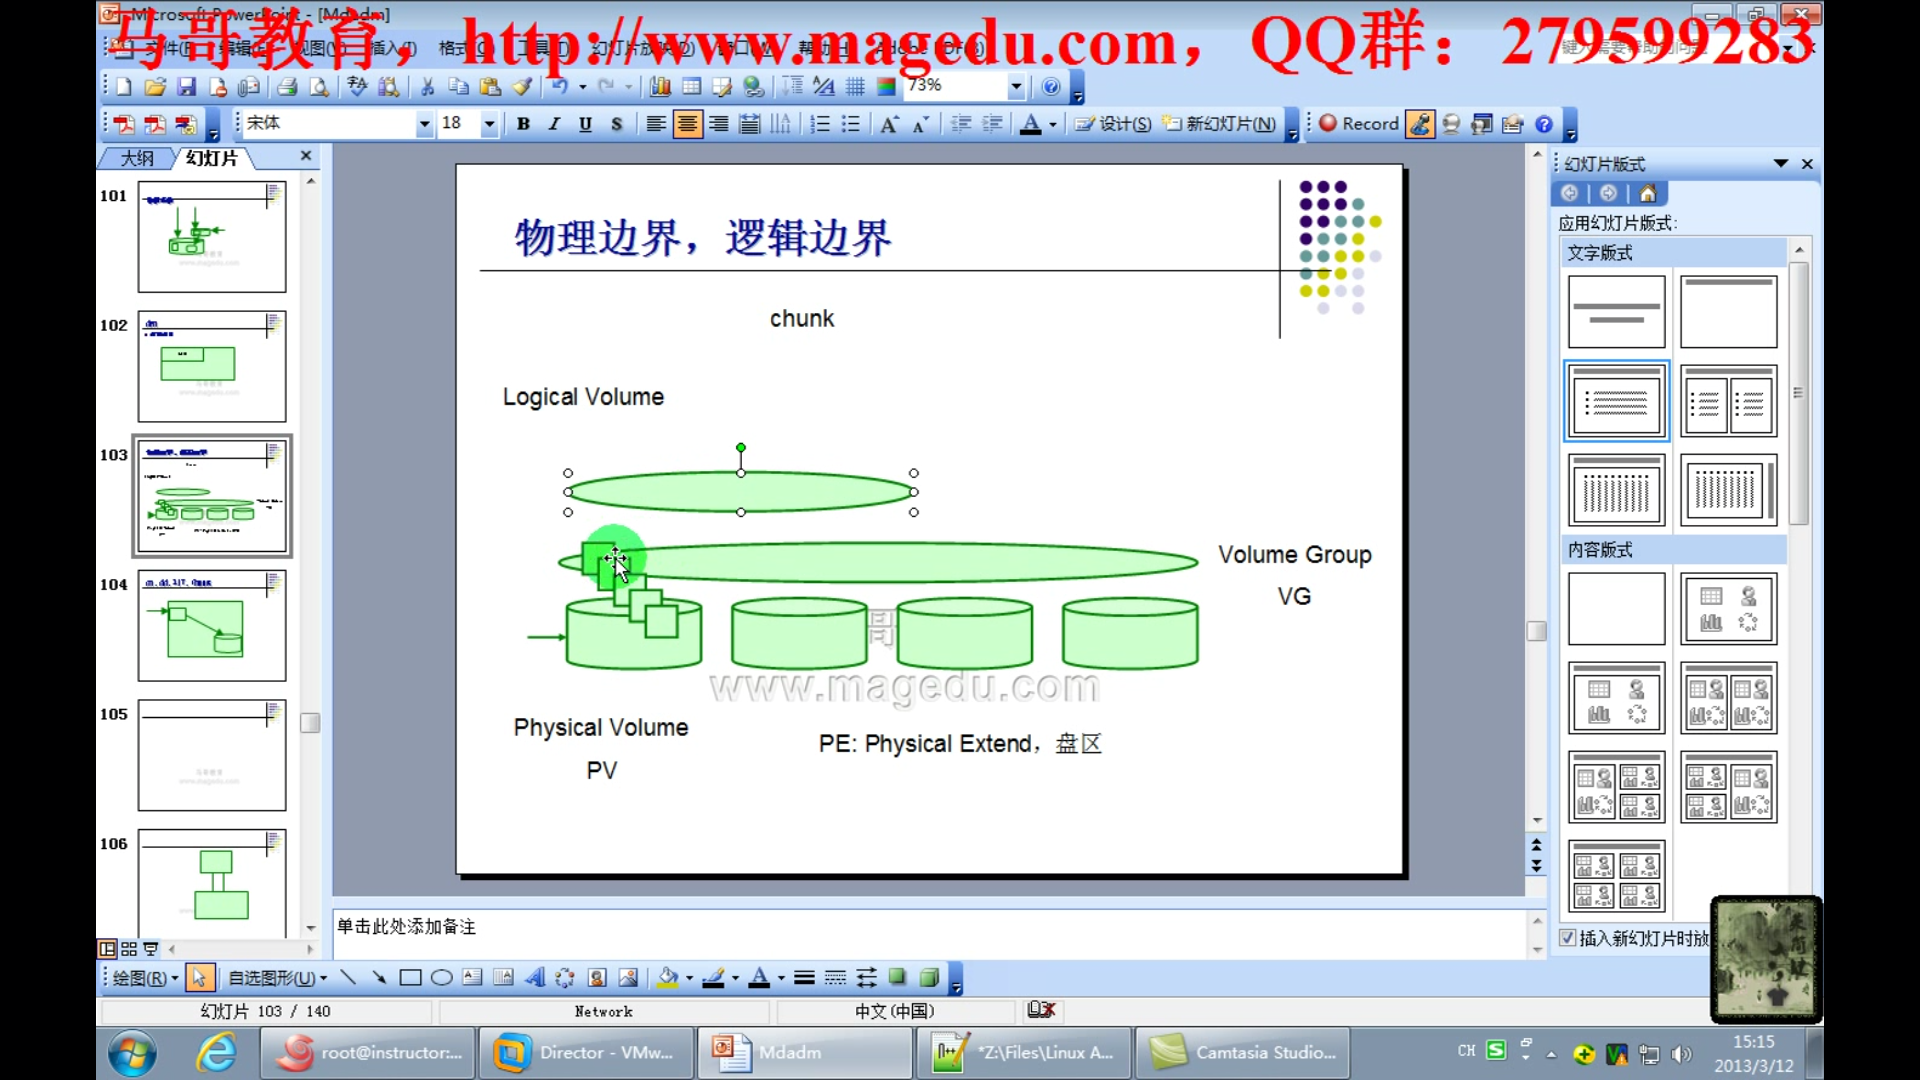 Microsoft PowerPoint - [Mdadm]
马哥教育， http://www.magedu.com，QQ群： 279599283
73%
宋体 18 B I U S 设计(S) 新幻灯片(N) Record
大纲 幻灯片
幻灯片版式
应用幻灯片版式:
文字版式
内容版式
101
102
103
104
105
106
物理边界，逻辑边界
chunk
Logical Volume
Volume Group
VG
www.magedu.com
Physical Volume
PV
PE: Physical Extend，盘区
单击此处添加备注
插入新幻灯片时放
绘图(R) 自选图形(U)
幻灯片 103 / 140 Network 中文(中国)
root@instructor:... Director - VMw... Mdadm *Z:\Files\Linux A... Camtasia Studio...
CH 15:15
2013/3/12